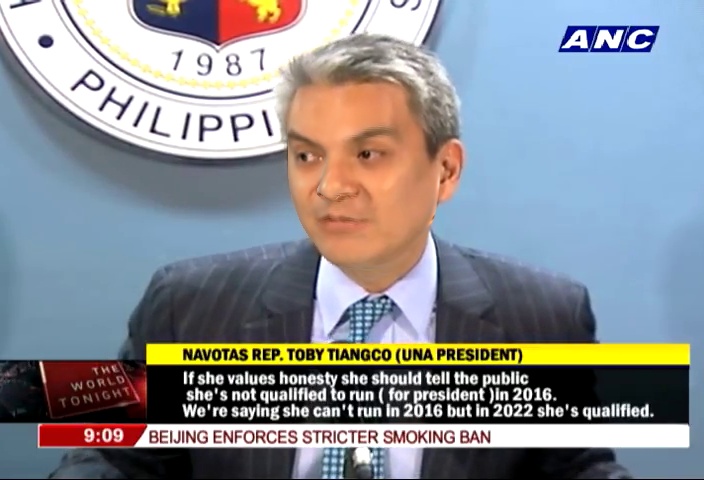 1987
PHILIPPI
S
ANC
NAVOTAS REP. TOBY TIANGCO (UNA PRESIDENT)
THE WORLD TONIGHT
If she values honesty she should tell the public
she's not qualified to run ( for president )in 2016.
We're saying she can't run in 2016 but in 2022 she's qualified.
9:09 BEIJING ENFORCES STRICTER SMOKING BAN